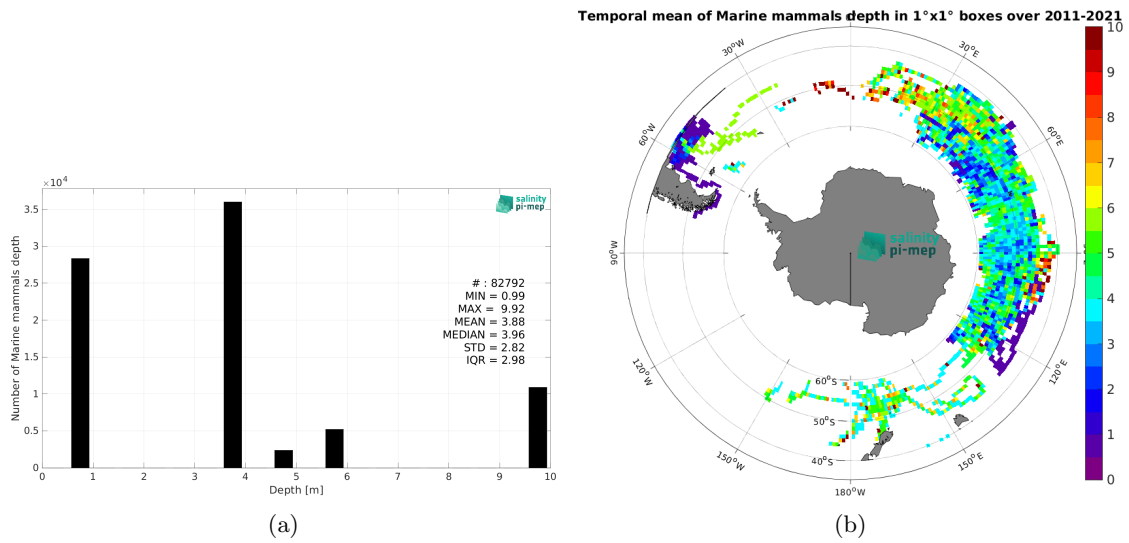 Temporal mean of Marine mammals depth in 1°x1° boxes over 2011-2021
×10⁴
3.5
3
2.5
2
1.5
1
0.5
0
Number of Marine mammals depth
salinity
pi-mep
# : 82792
MIN = 0.99
MAX = 9.92
MEAN = 3.88
MEDIAN = 3.96
STD = 2.82
IQR = 2.98
0 1 2 3 4 5 6 7 8 9 10
Depth [m]
(a)
30°W
30°E
60°W
60°E
90°W
120°W
120°E
150°W
150°E
180°W
60°S
50°S
40°S
salinity
pi-mep
10
9
8
7
6
5
4
3
2
1
0
(b)